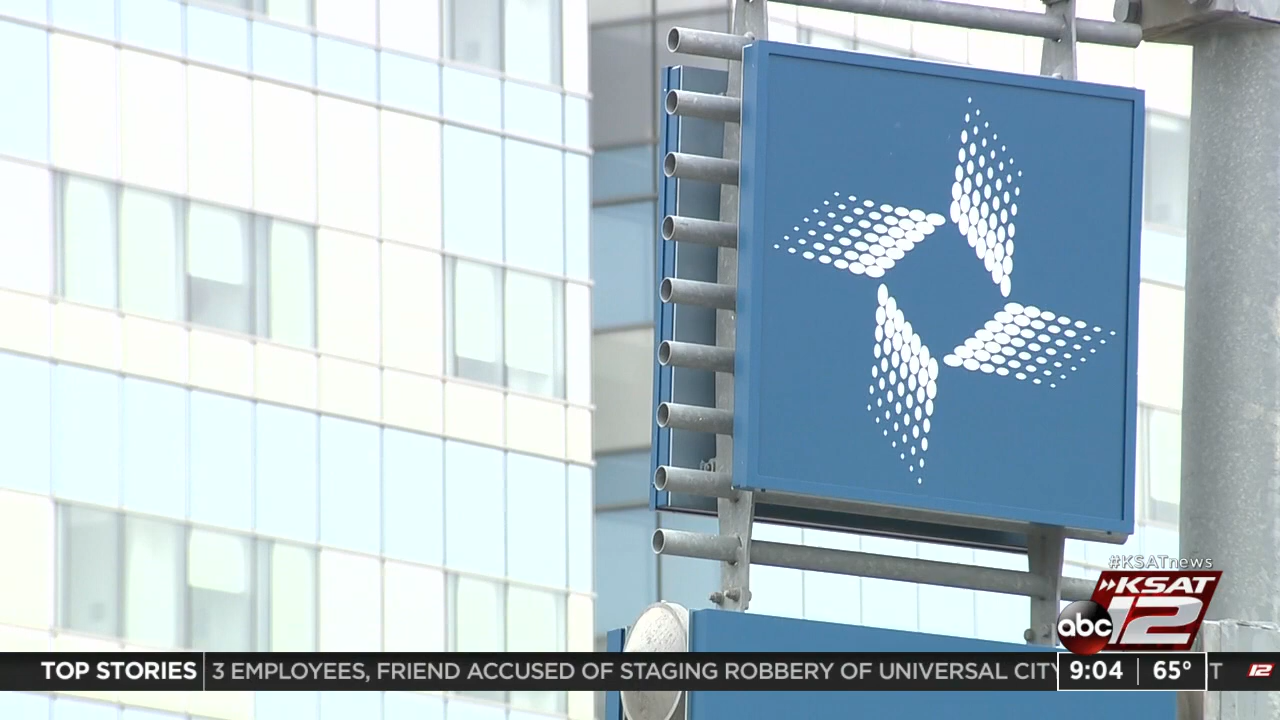 #KSATnews
KSAT
abc 12
TOP STORIES 3 EMPLOYEES, FRIEND ACCUSED OF STAGING ROBBERY OF UNIVERSAL CITY 9:04 65° T 12